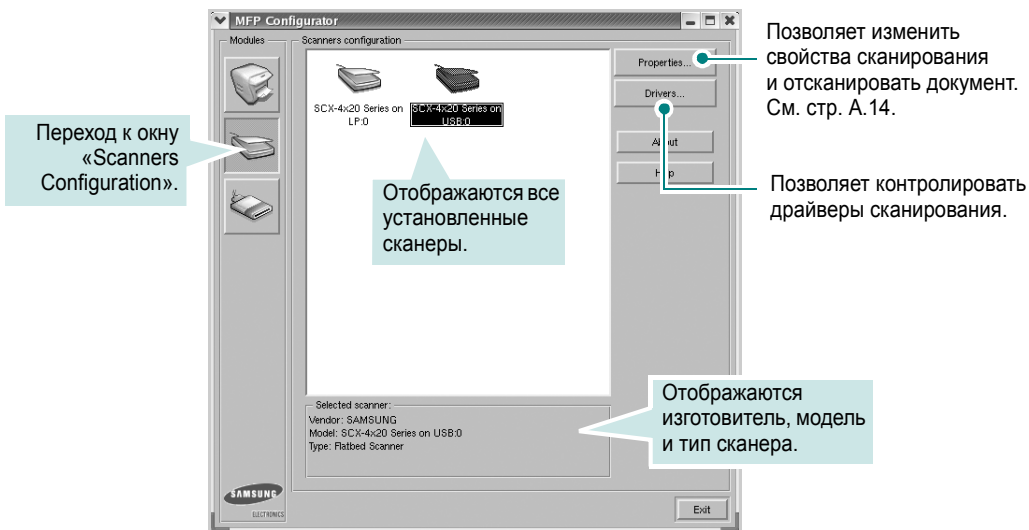 MFP Configurator
Modules
Scanners configuration
SCX-4x20 Series on
LP:0
SCX-4x20 Series on
USB:0
Properties...
Drivers...
About
Help
Переход к окну
«Scanners
Configuration».
Отображаются все
установленные
сканеры.
Позволяет изменить
свойства сканирования
и отсканировать документ.
См. стр. А.14.
Позволяет контролировать
драйверы сканирования.
Selected scanner:
Vendor: SAMSUNG
Model: SCX-4x20 Series on USB:0
Type: Flatbed Scanner
Отображаются
изготовитель, модель
и тип сканера.
SAMSUNG
ELECTRONICS
Exit